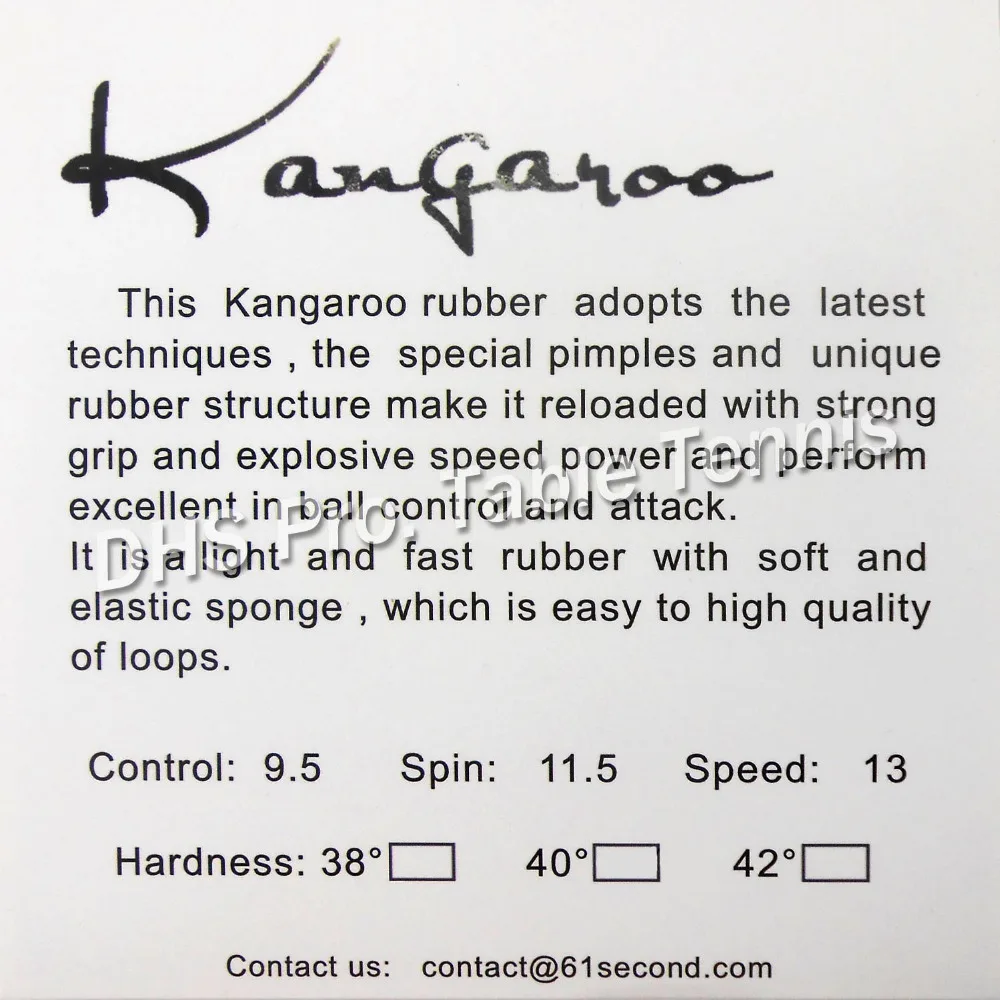 Kangaroo
This Kangaroo rubber adopts the latest
techniques , the special pimples and unique
rubber structure make it reloaded with strong
grip and explosive speed power and perform
excellent in ball control and attack.
It is a light and fast rubber with soft and
elastic sponge , which is easy to high quality
of loops.
DHS Pro. Table Tennis
Control: 9.5 Spin: 11.5 Speed: 13
Hardness: 38° 40° 42°
Contact us: contact@61second.com